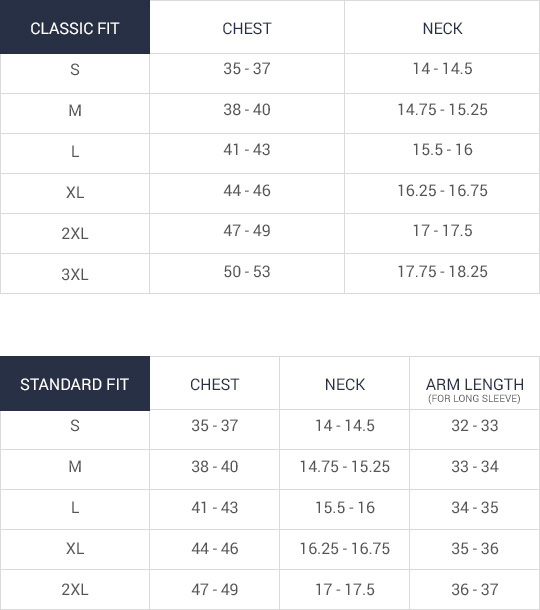 CLASSIC FIT CHEST NECK
S 35 - 37 14 - 14.5
M 38 - 40 14.75 - 15.25
L 41 - 43 15.5 - 16
XL 44 - 46 16.25 - 16.75
2XL 47 - 49 17 - 17.5
3XL 50 - 53 17.75 - 18.25
STANDARD FIT CHEST NECK ARM LENGTH
(FOR LONG SLEEVE)
S 35 - 37 14 - 14.5 32 - 33
M 38 - 40 14.75 - 15.25 33 - 34
L 41 - 43 15.5 - 16 34 - 35
XL 44 - 46 16.25 - 16.75 35 - 36
2XL 47 - 49 17 - 17.5 36 - 37